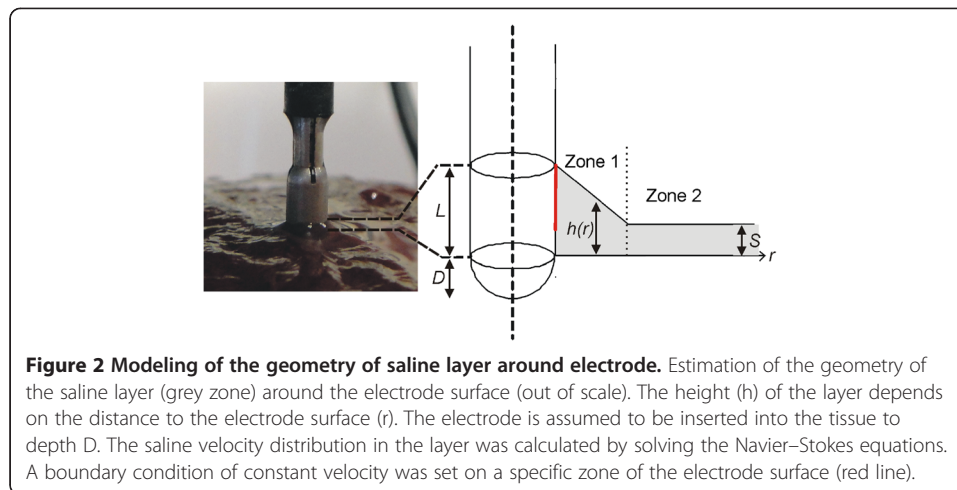 Zone 1
Zone 2
L
h(r)
S
r
D
Figure 2 Modeling of the geometry of saline layer around electrode. Estimation of the geometry of
the saline layer (grey zone) around the electrode surface (out of scale). The height (h) of the layer depends
on the distance to the electrode surface (r). The electrode is assumed to be inserted into the tissue to
depth D. The saline velocity distribution in the layer was calculated by solving the Navier–Stokes equations.
A boundary condition of constant velocity was set on a specific zone of the electrode surface (red line).